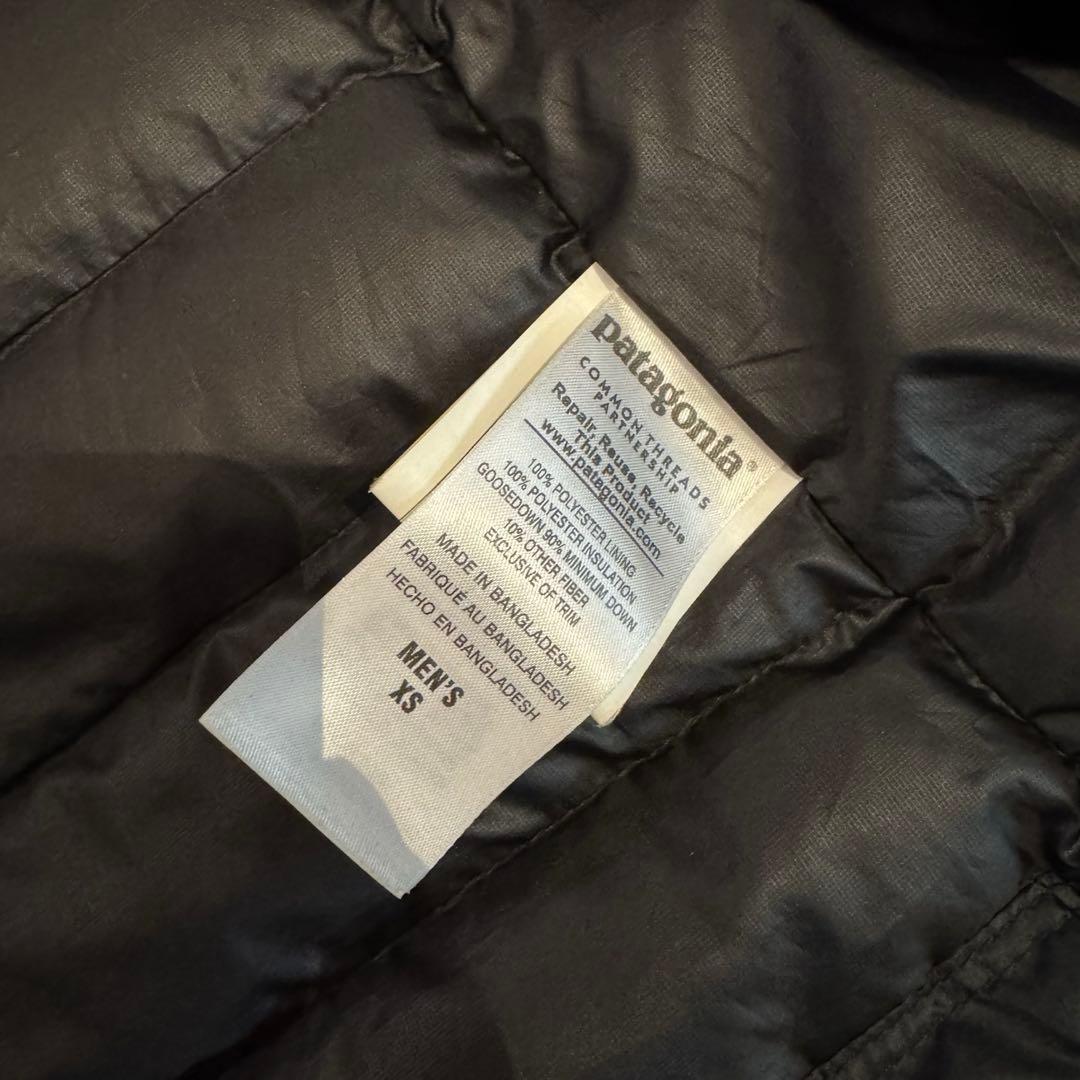 patagonia®
COMMON THREADS
PARTNERSHIP
Repair, Reuse, Recycle
This Product
www.patagonia.com
100% POLYESTER LINING
100% POLYESTER INSULATION
GOOSEDOWN 90% MINIMUM DOWN
10% OTHER FIBER
EXCLUSIVE OF TRIM
MADE IN BANGLADESH
FABRIQUÉ AU BANGLADESH
HECHO EN BANGLADESH
MEN'S
XS